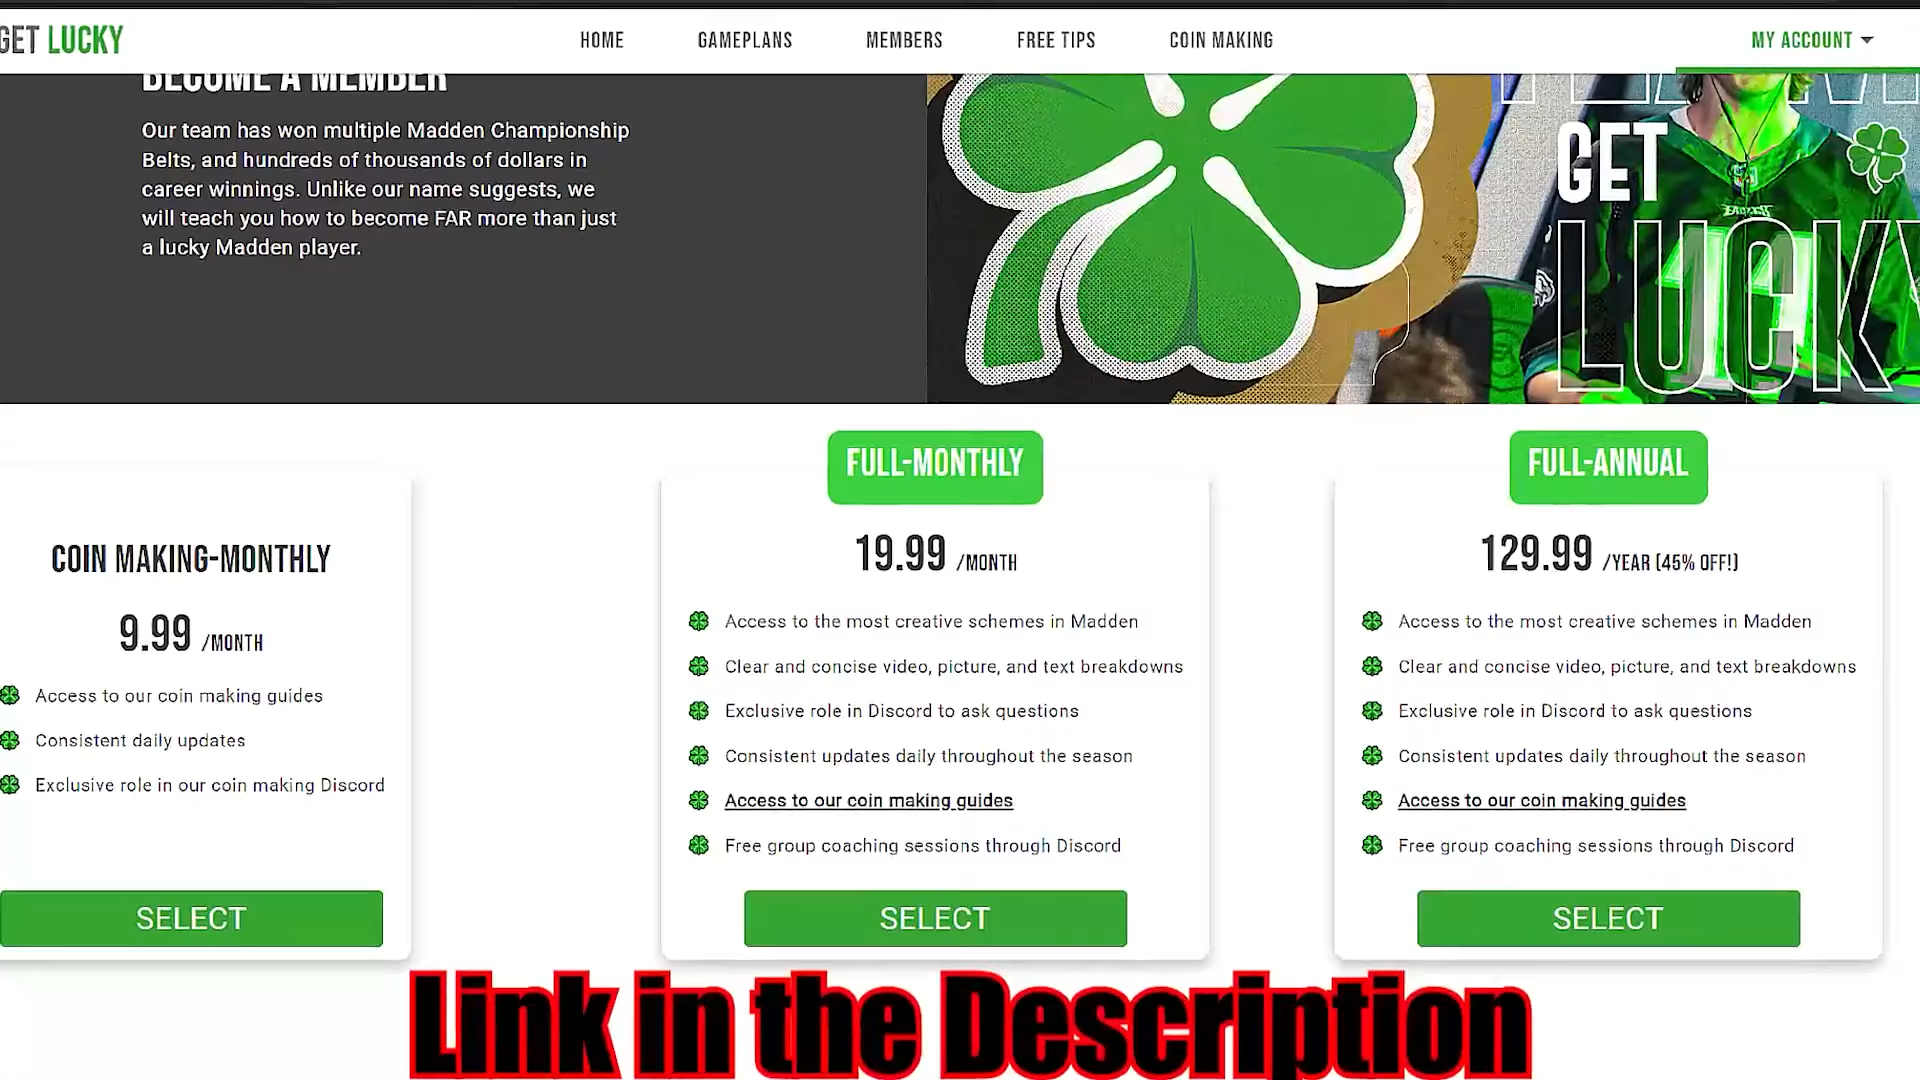 GET LUCKY
HOME
GAMEPLANS
MEMBERS
FREE TIPS
COIN MAKING
MY ACCOUNT
BECOME A MEMBER
Our team has won multiple Madden Championship
Belts, and hundreds of thousands of dollars in
career winnings. Unlike our name suggests, we
will teach you how to become FAR more than just
a lucky Madden player.
GET
LUCKY
COIN MAKING-MONTHLY
9.99 /MONTH
Access to our coin making guides
Consistent daily updates
Exclusive role in our coin making Discord
SELECT
FULL-MONTHLY
19.99 /MONTH
Access to the most creative schemes in Madden
Clear and concise video, picture, and text breakdowns
Exclusive role in Discord to ask questions
Consistent updates daily throughout the season
Access to our coin making guides
Free group coaching sessions through Discord
SELECT
FULL-ANNUAL
129.99 /YEAR (45% OFF!)
Access to the most creative schemes in Madden
Clear and concise video, picture, and text breakdowns
Exclusive role in Discord to ask questions
Consistent updates daily throughout the season
Access to our coin making guides
Free group coaching sessions through Discord
SELECT
Link in the Description